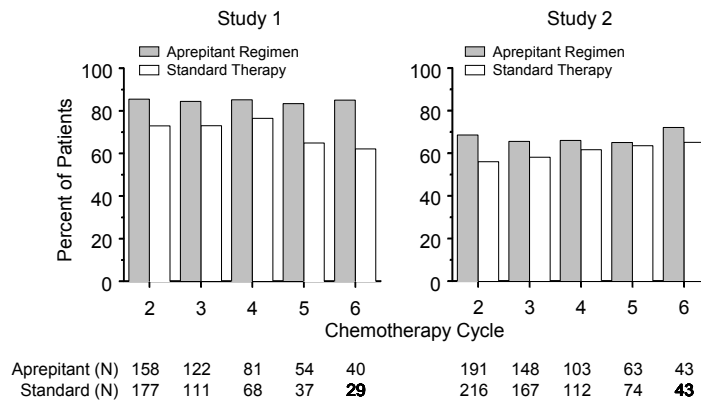 Study 1
Study 2
Aprepitant Regimen
Standard Therapy
Aprepitant Regimen
Standard Therapy
Percent of Patients
100
80
60
40
20
0
100
80
60
40
20
0
2 3 4 5 6
2 3 4 5 6
Chemotherapy Cycle
Aprepitant (N) 158 122 81 54 40 191 148 103 63 43
Standard (N) 177 111 68 37 29 216 167 112 74 43